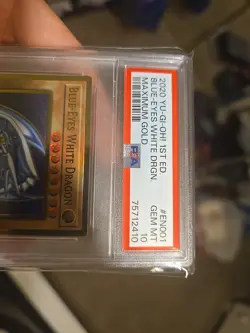 2020 YU-GI-OH! 1ST ED.
#EN001
BLUE-EYES WHITE DRGN.
GEM MT
MAXIMUM GOLD
10
PSA
75712410
BLUE-EYES WHITE DRAGON